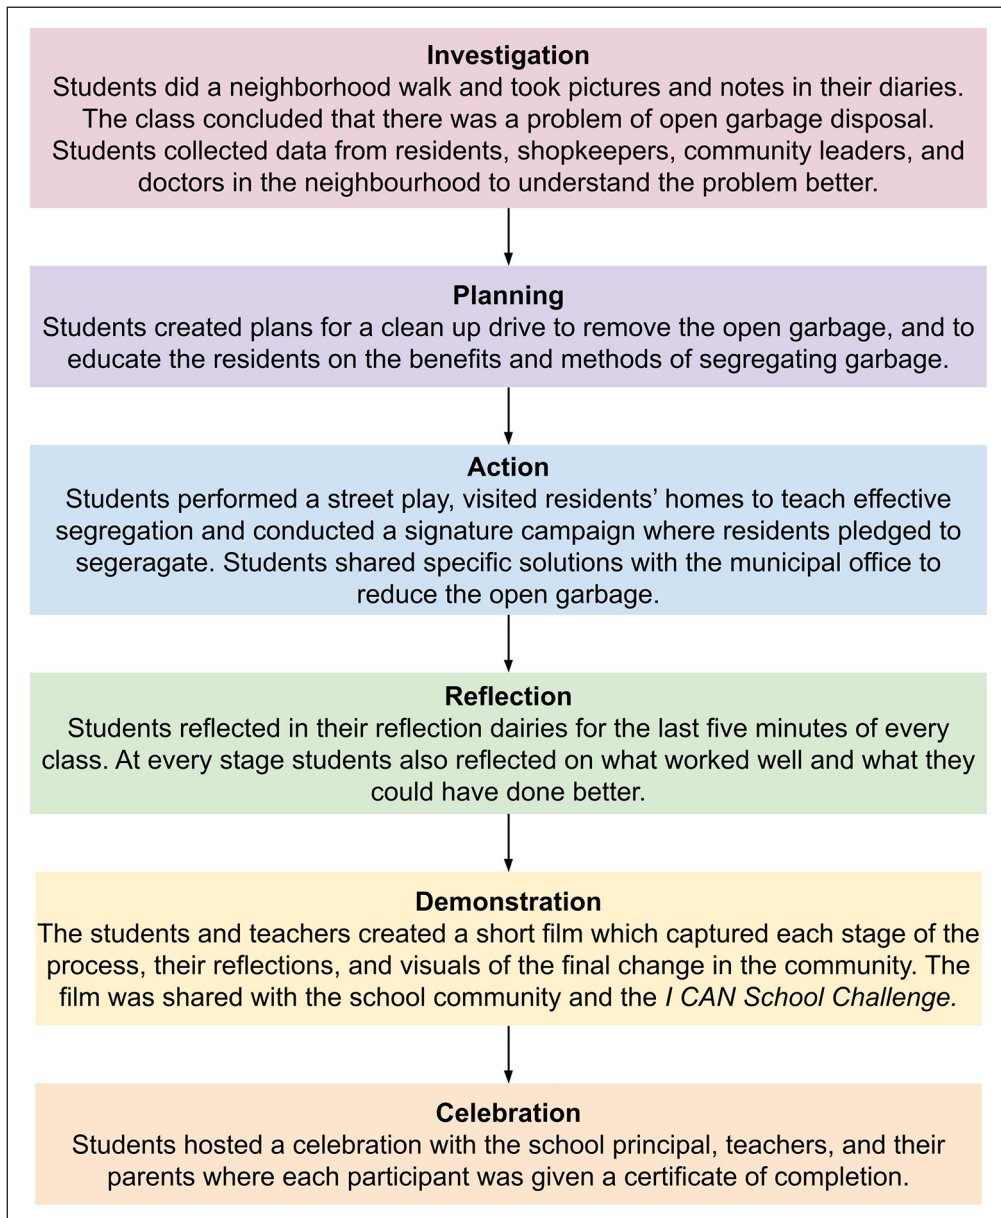 Investigation
Students did a neighborhood walk and took pictures and notes in their diaries.
The class concluded that there was a problem of open garbage disposal.
Students collected data from residents, shopkeepers, community leaders, and
doctors in the neighbourhood to understand the problem better.
Planning
Students created plans for a clean up drive to remove the open garbage, and to
educate the residents on the benefits and methods of segregating garbage.
Action
Students performed a street play, visited residents’ homes to teach effective
segregation and conducted a signature campaign where residents pledged to
segeragate. Students shared specific solutions with the municipal office to
reduce the open garbage.
Reflection
Students reflected in their reflection dairies for the last five minutes of every
class. At every stage students also reflected on what worked well and what they
could have done better.
Demonstration
The students and teachers created a short film which captured each stage of the
process, their reflections, and visuals of the final change in the community. The
film was shared with the school community and the I CAN School Challenge.
Celebration
Students hosted a celebration with the school principal, teachers, and their
parents where each participant was given a certificate of completion.